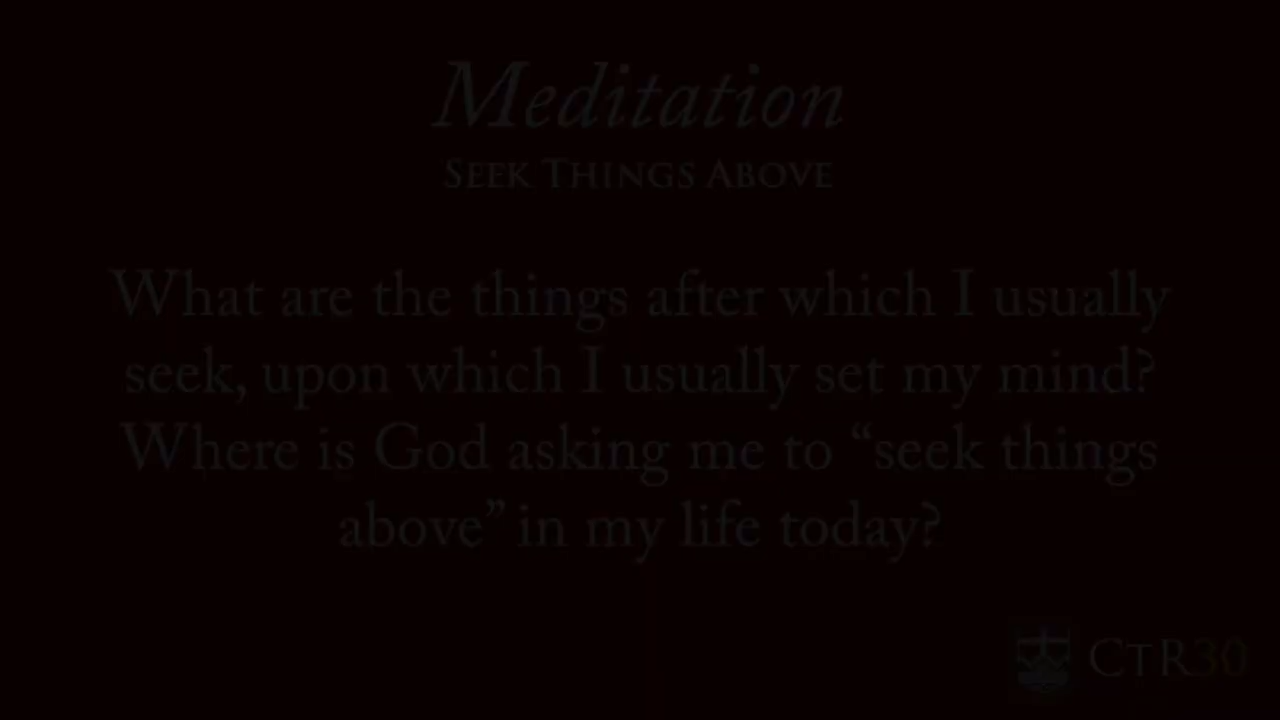 Meditation
SEEK THINGS ABOVE
What are the things after which I usually
seek, upon which I usually set my mind?
Where is God asking me to “seek things
above” in my life today?
CTR30